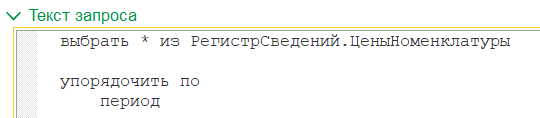 Текст запроса
выбрать * из РегистрСведений.ЦеныНоменклатуры
упорядочить по
период